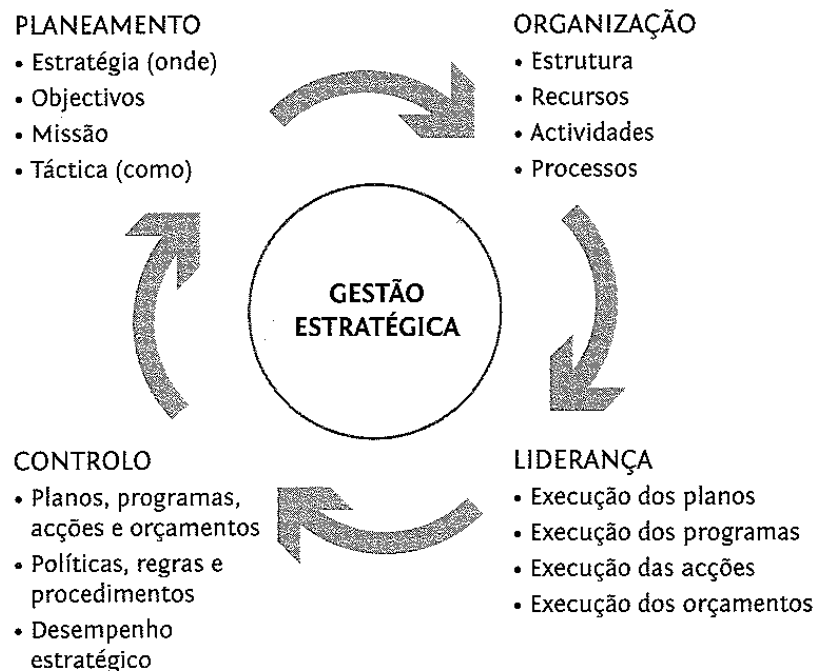 PLANEAMENTO
• Estratégia (onde)
• Objectivos
• Missão
• Táctica (como)
ORGANIZAÇÃO
• Estrutura
• Recursos
• Actividades
• Processos
GESTÃO
ESTRATÉGICA
CONTROLO
• Planos, programas,
acções e orçamentos
• Políticas, regras e
procedimentos
• Desempenho
estratégico
LIDERANÇA
• Execução dos planos
• Execução dos programas
• Execução das acções
• Execução dos orçamentos